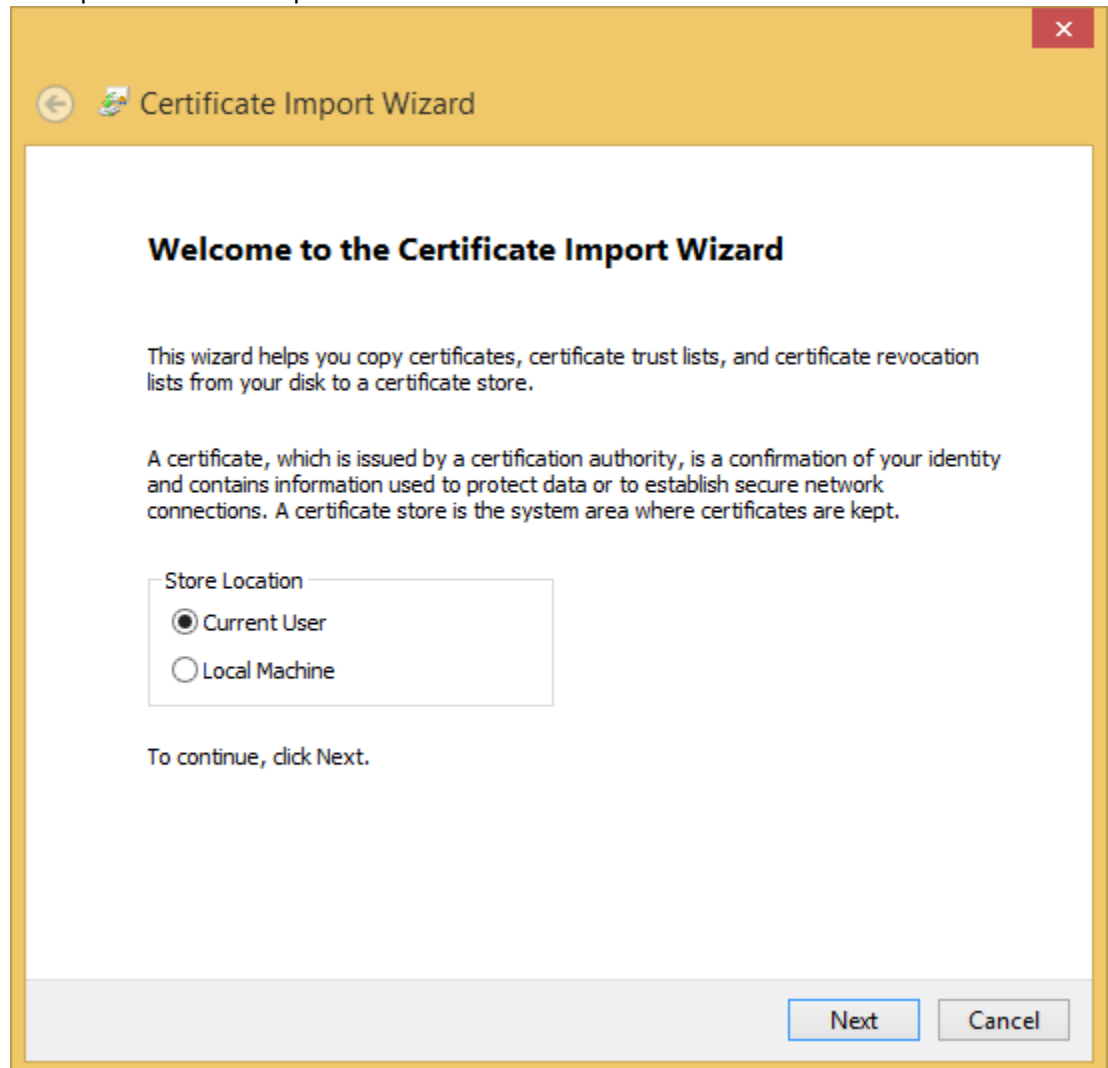 Certificate Import Wizard
Welcome to the Certificate Import Wizard
This wizard helps you copy certificates, certificate trust lists, and certificate revocation
lists from your disk to a certificate store.
A certificate, which is issued by a certification authority, is a confirmation of your identity
and contains information used to protect data or to establish secure network
connections. A certificate store is the system area where certificates are kept.
Store Location
Current User
Local Machine
To continue, click Next.
Next Cancel